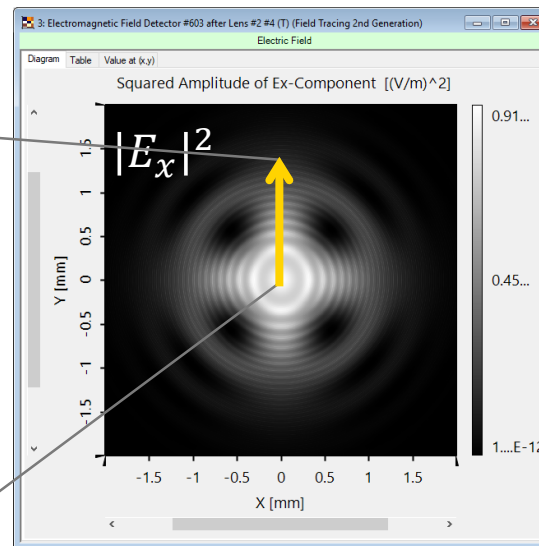 3: Electromagnetic Field Detector #603 after Lens #2 #4 (T) (Field Tracing 2nd Generation)
Electric Field
Diagram Table Value at (x,y)
Squared Amplitude of Ex-Component [(V/m)^2]
|E_x|^2
1.5
1
0.5
0
-0.5
-1
-1.5
Y [mm]
-1.5 -1 -0.5 0 0.5 1 1.5
X [mm]
0.91...
0.45...
1....E-12